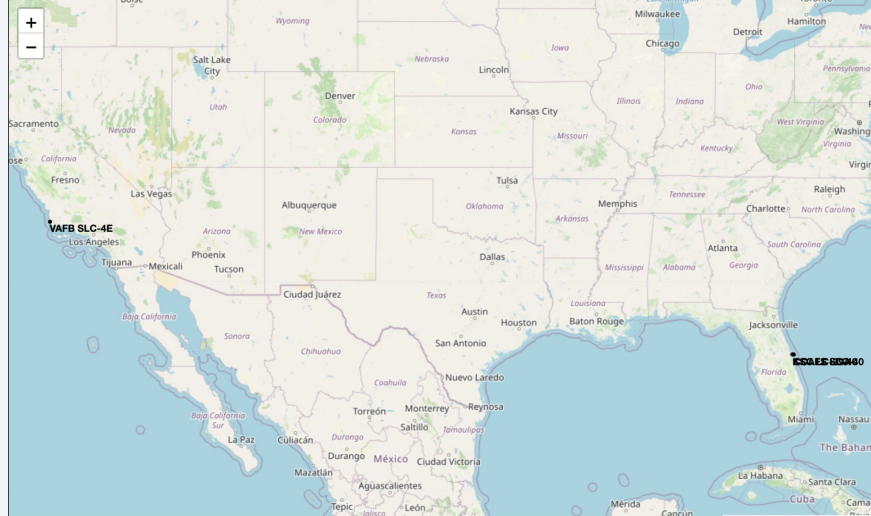 Boise
Wyoming
Milwaukee
Hamilton
Detroit
Chicago
Iowa
Nebraska
Salt Lake
City
Lincoln
Pennsylvania
Ohio
Illinois
Indiana
Denver
Utah
Colorado
Kansas City
West Virginia
Sacramento
Nevada
Kansas
Missouri
Washing
Virginia
Kentucky
ose
California
Fresno
Tulsa
Virgin
Las Vegas
Raleigh
Tennessee
Albuquerque
Oklahoma
Memphis
Charlotte
North Carolina
Arkansas
VAFB SLC-4E
Los Angeles
Arizona
New Mexico
Atlanta
South Carolina
Phoenix
Dallas
Tijuana
Mexicali
Tucson
Mississippi
Alabama
Georgia
Ciudad Juárez
Texas
Louisiana
Austin
Baja California
Houston
Baton Rouge
Jacksonville
Sonora
San Antonio
Chihuahua
Florida
Nuevo Laredo
Coahuila
Baja California
Sur
Torreón
Monterrey
Reynosa
Miami
Nassau
Saltillo
Tamaulipas
La Paz
Culiacán
Durango
The Baham
Durango
México
Ciudad Victoria
Mazatlán
La Habana
Aguascalientes
Santa Clara
Cuba
Tepic
León
Mérida
Cama
Jalisco
Cancún
+
−